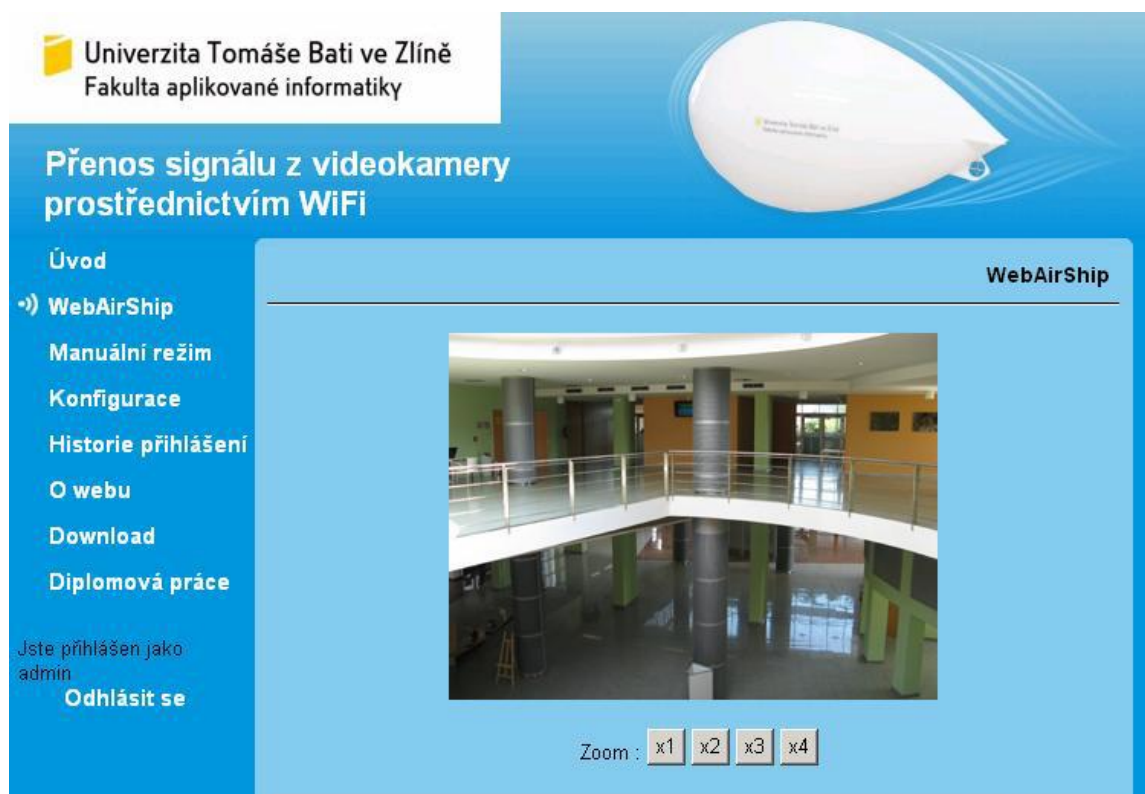 Univerzita Tomáše Bati ve Zlíně
Fakulta aplikované informatiky
Přenos signálu z videokamery
prostřednictvím WiFi
Úvod
WebAirShip
Manuální režim
Konfigurace
Historie přihlášení
O webu
Download
Diplomová práce
Jste přihlášen jako
admin
Odhlásit se
WebAirShip
Zoom : x1 x2 x3 x4